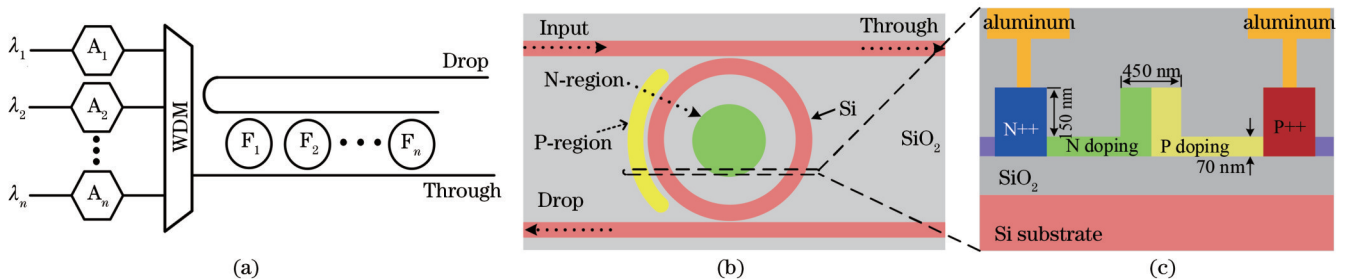 λ1
A1
λ2
A2
λn
An
WDM
Drop
F1
F2
Fn
Through
(a)
Input
Through
N-region
P-region
Si
SiO2
Drop
(b)
aluminum
aluminum
450 nm
150 nm
N++
N doping
P doping
P++
70 nm
SiO2
Si substrate
(c)